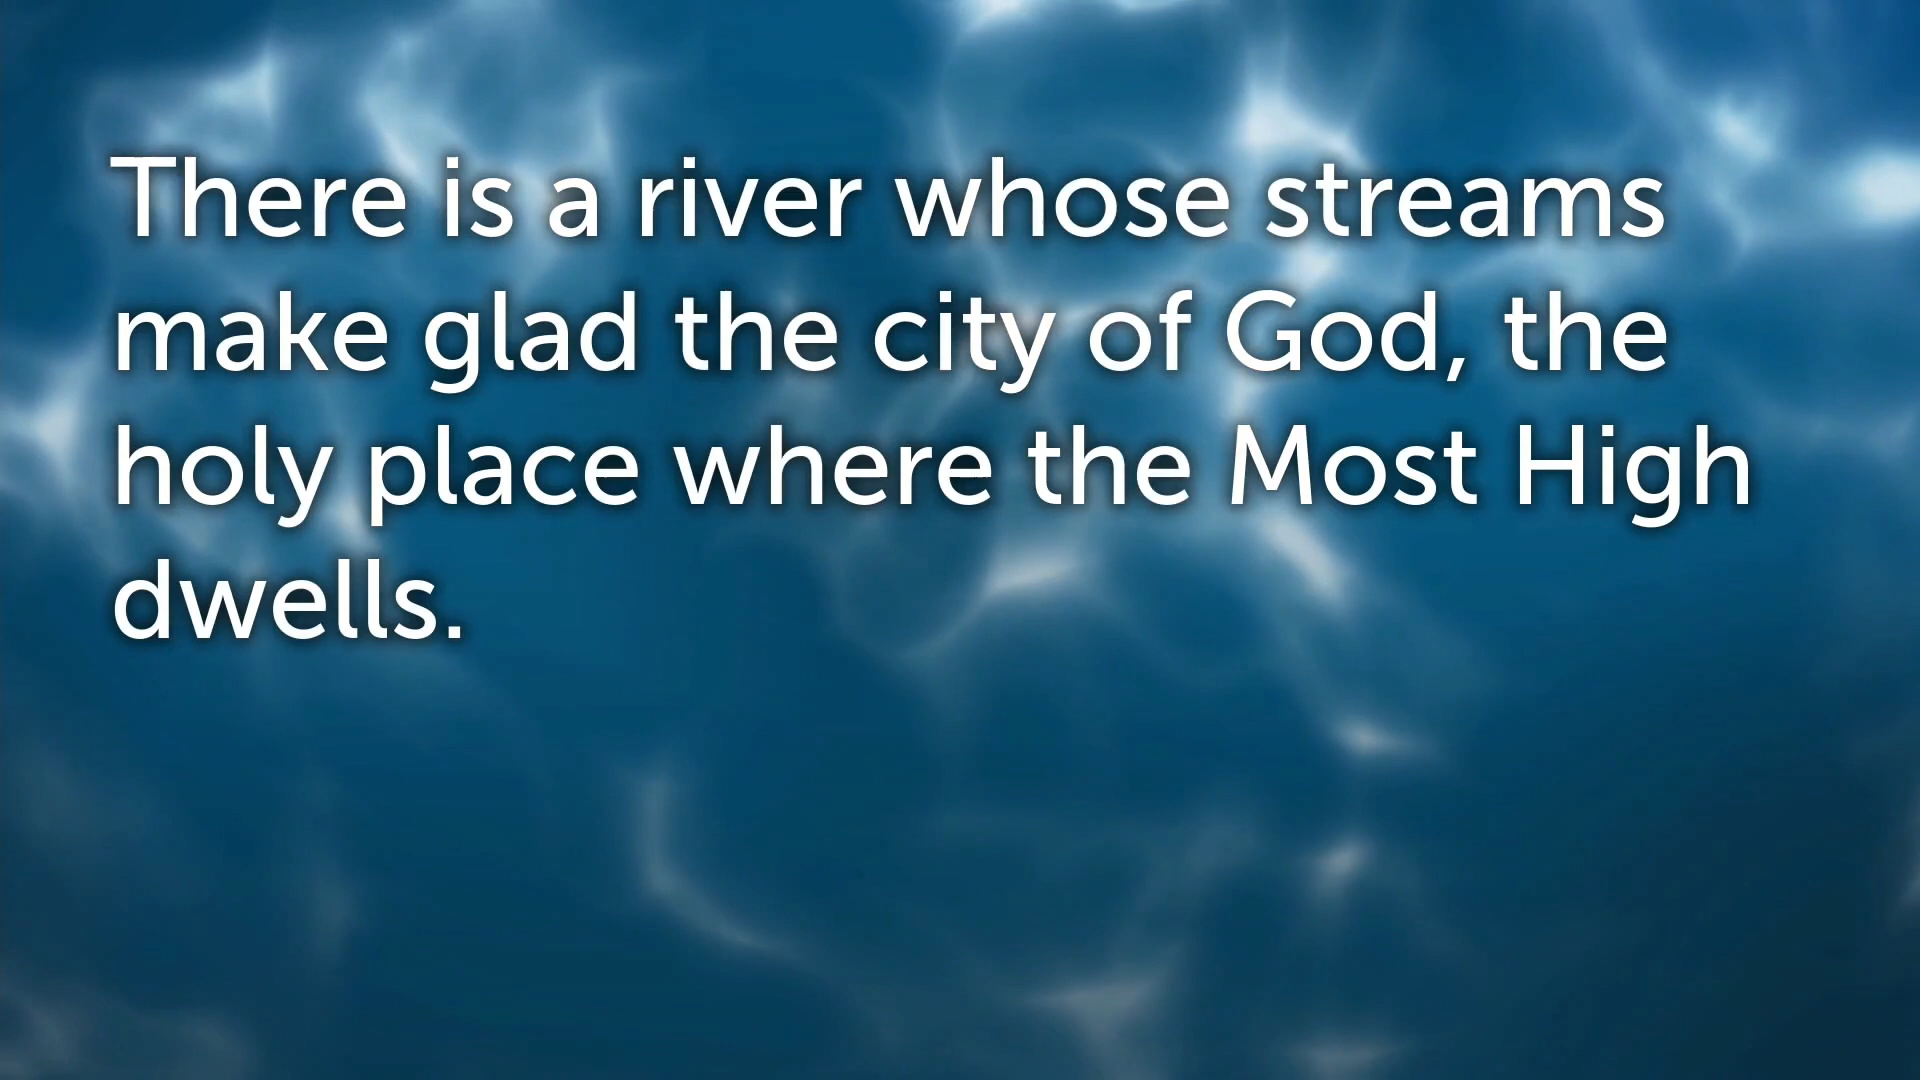 There is a river whose streams
make glad the city of God, the
holy place where the Most High
dwells.